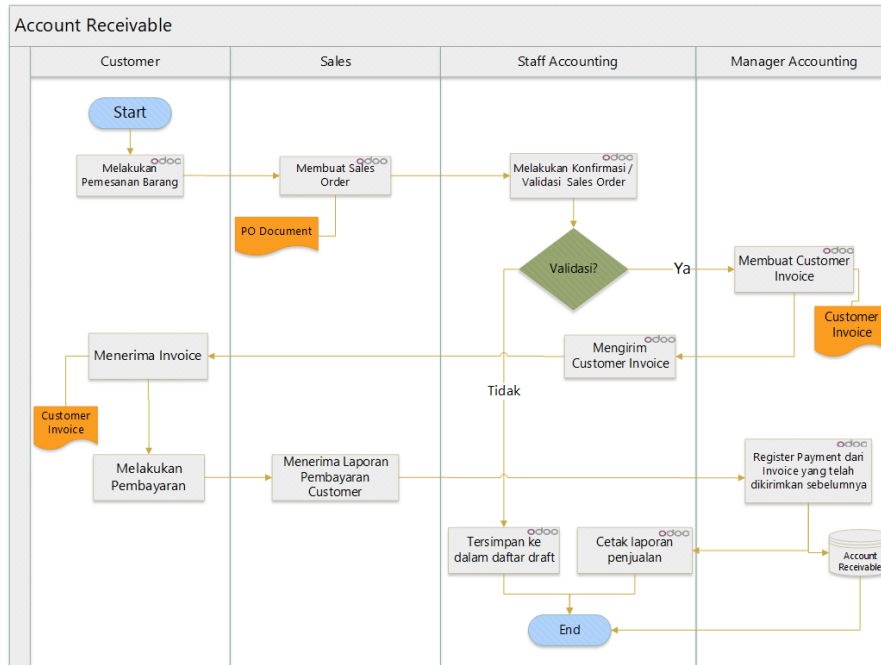 Account Receivable
Customer
Sales
Staff Accounting
Manager Accounting
Start
odoo
Melakukan
Pemesanan Barang
odoo
Membuat Sales
Order
odoo
Melakukan Konfirmasi /
Validasi Sales Order
PO Document
Validasi?
Ya
odoo
Membuat Customer
Invoice
Customer
Invoice
Menerima Invoice
odoo
Mengirim
Customer Invoice
Tidak
Customer
Invoice
Melakukan
Pembayaran
Menerima Laporan
Pembayaran
Customer
odoo
Register Payment dari
Invoice yang telah
dikirimkan sebelumnya
odoo
Tersimpan ke
dalam daftar draft
odoo
Cetak laporan
penjualan
Account
Receivable
End